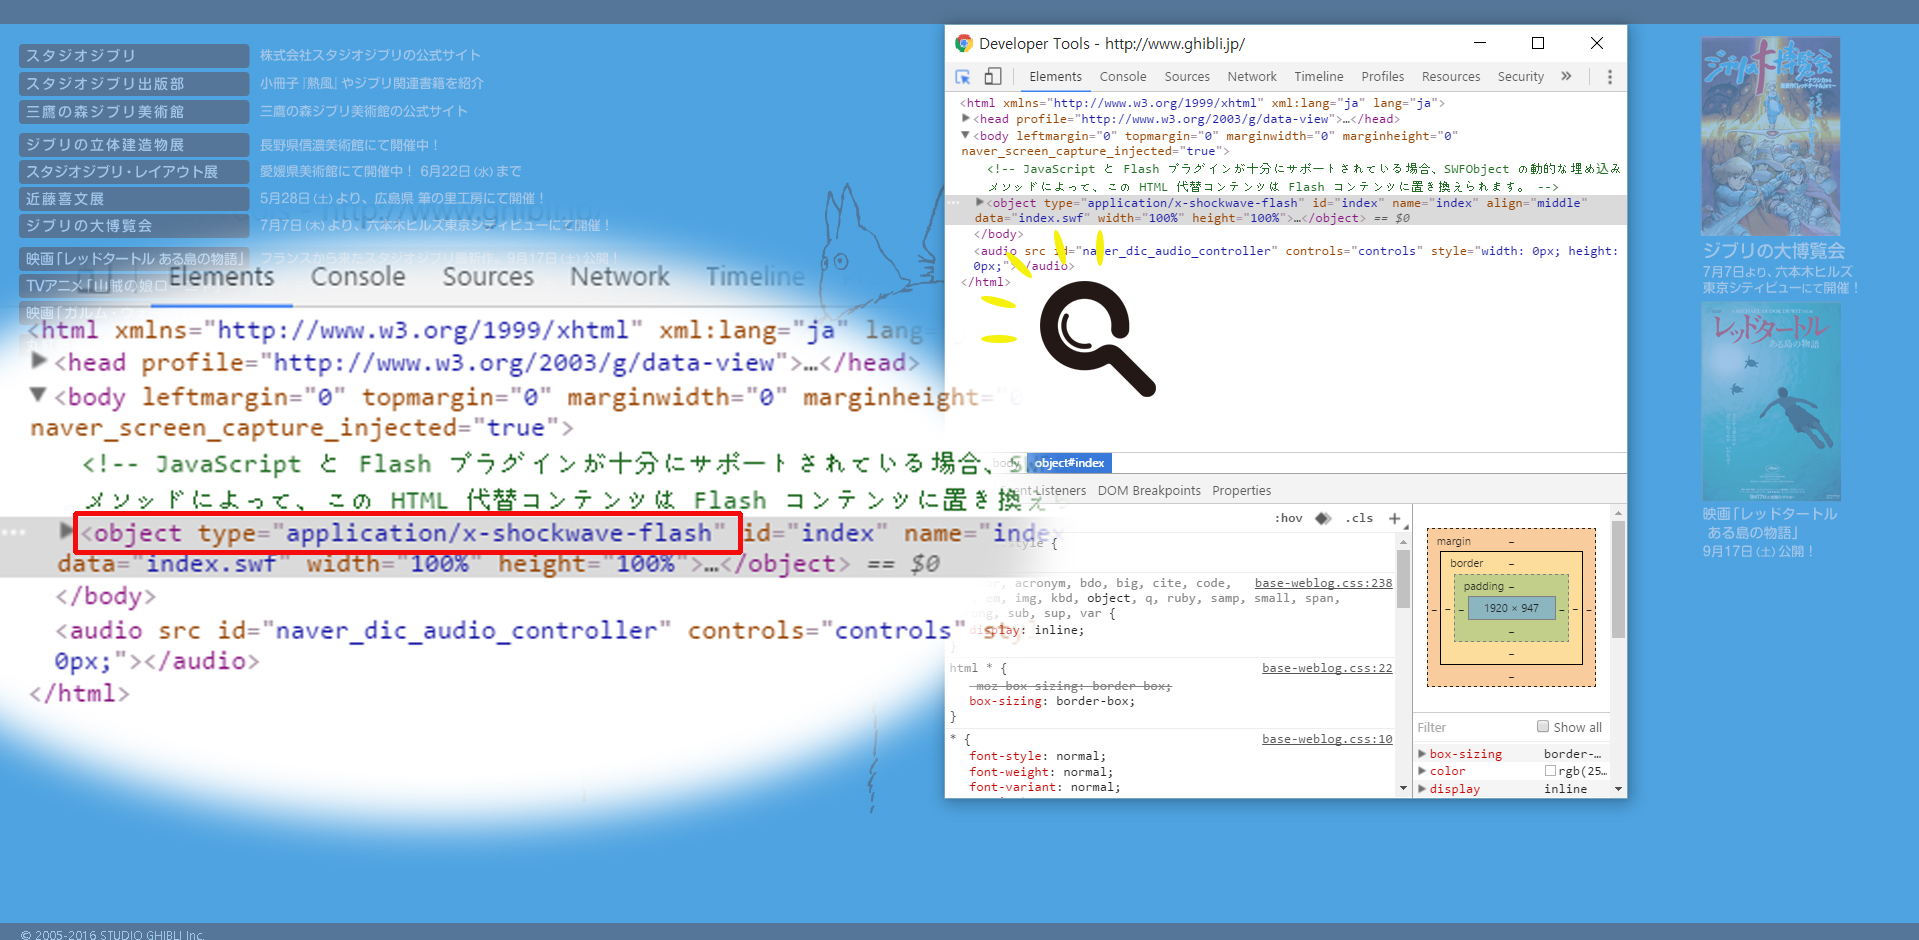 スタジオジブリ 株式会社スタジオジブリの公式サイト
スタジオジブリ出版部 小冊子『熱風』やジブリ関連書籍を紹介
三鷹の森ジブリ美術館 三鷹の森ジブリ美術館の公式サイト
ジブリの立体建造物展 長野県信濃美術館にて開催中！
スタジオジブリ・レイアウト展 愛媛県美術館にて開催中！ 6月22日(水)まで
近藤喜文展 5月28日(土)より、広島県 筆の里工房にて開催！
ジブリの大博覧会 7月7日(木)より、六本木ヒルズ東京シティビューにて開催！
映画「レッドタートル ある島の物語」 フランスから来たスタジオジブリ最新作。9月17日(土)公開！
TVアニメ「山賊の娘ロー
映画「ガルム・ウ
http://www.ghibli.jp
Elements Console Sources Network Timeline
<html xmlns="http://www.w3.org/1999/xhtml" xml:lang="ja" lang=
<head profile="http://www.w3.org/2003/g/data-view">…</head>
<body leftmargin="0" topmargin="0" marginwidth="0" marginheight="0
naver_screen_capture_injected="true">
<!-- JavaScript と Flash プラグインが十分にサポートされている場合、S
メソッドによって、この HTML 代替コンテンツは Flash コンテンツに置き換え
<object type="application/x-shockwave-flash" id="index" name="index
data="index.swf" width="100%" height="100%">…</object> == $0
</body>
<audio src id="naver_dic_audio_controller" controls="controls" sty
0px;"></audio>
</html>
Developer Tools - http://www.ghibli.jp/
Elements Console Sources Network Timeline Profiles Resources Security »
<html xmlns="http://www.w3.org/1999/xhtml" xml:lang="ja" lang="ja">
<head profile="http://www.w3.org/2003/g/data-view">…</head>
<body leftmargin="0" topmargin="0" marginwidth="0" marginheight="0"
naver_screen_capture_injected="true">
<!-- JavaScript と Flash プラグインが十分にサポートされている場合、SWFObject の動的な埋め込み
メソッドによって、この HTML 代替コンテンツは Flash コンテンツに置き換えられます。 -->
<object type="application/x-shockwave-flash" id="index" name="index" align="middle"
data="index.swf" width="100%" height="100%">…</object> == $0
</body>
<audio src id="naver_dic_audio_controller" controls="controls" style="width: 0px; height:
0px;"></audio>
</html>
body object#index
Event Listeners DOM Breakpoints Properties
:hov .cls +
style {
acronym, bdo, big, cite, code, base-weblog.css:238
em, img, kbd, object, q, ruby, samp, small, span,
sub, sup, var {
display: inline;
}
html * { base-weblog.css:22
-moz-box-sizing: border-box;
box-sizing: border-box;
}
* { base-weblog.css:10
font-style: normal;
font-weight: normal;
font-variant: normal;
margin –
border –
padding –
– – – 1920 × 947 – – –
–
–
–
Filter Show all
box-sizing border-…
color rgb(25…
display inline
ジブリの大博覧会
ジブリの大博覧会
7月7日より、六本木ヒルズ
東京シティビューにて開催！
レッドタートル
ある島の物語
映画「レッドタートル
ある島の物語」
9月17日(土)公開！
© 2005-2016 STUDIO GHIBLI Inc.